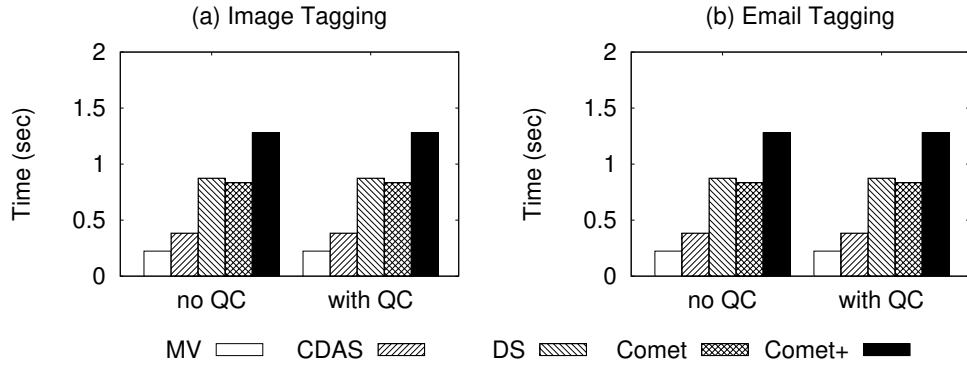 (a) Image Tagging
Time (sec)
2
1.5
1
0.5
0
no QC with QC
(b) Email Tagging
Time (sec)
2
1.5
1
0.5
0
no QC with QC
MV CDAS DS Comet Comet+